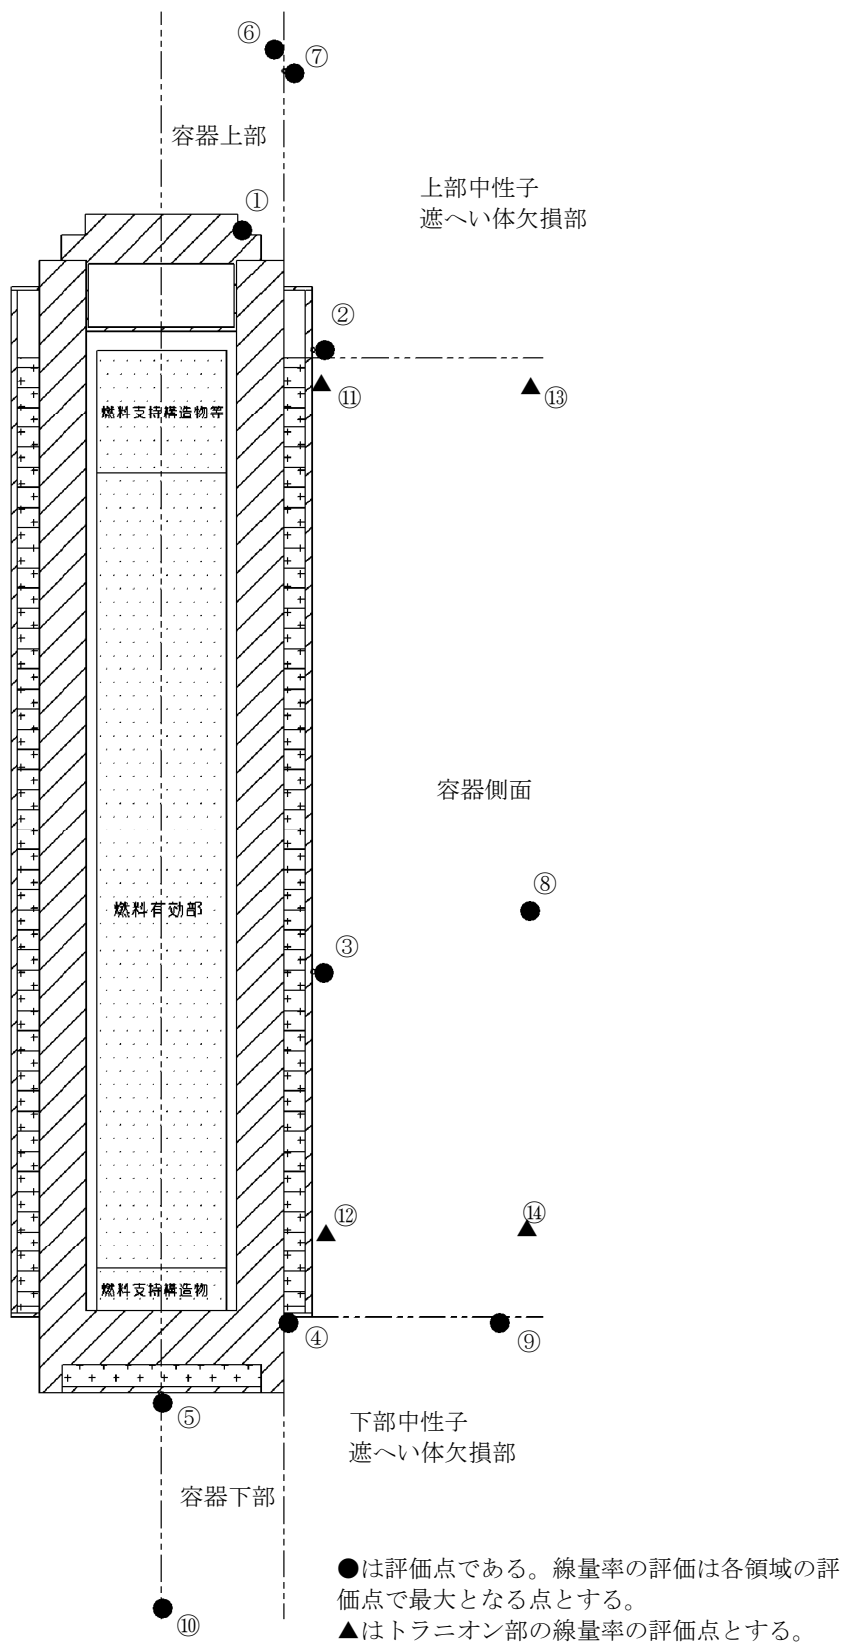 ⑥
⑦
容器上部
上部中性子
遮へい体欠損部
①
②
⑪
⑬
燃料支持構造物等
容器側面
⑧
燃料有効部
③
⑫
⑭
燃料支持構造物
④
⑨
⑤
下部中性子
遮へい体欠損部
容器下部
●は評価点である。線量率の評価は各領域の評
価点で最大となる点とする。
⑩
▲はトラニオン部の線量率の評価点とする。